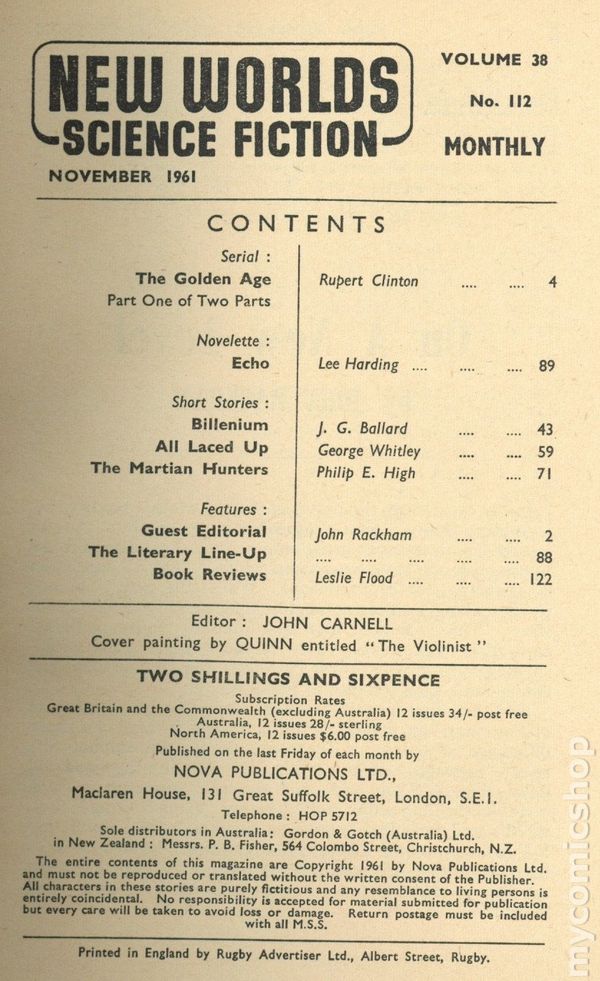 NEW WORLDS
SCIENCE FICTION
NOVEMBER 1961
VOLUME 38
No. 112
MONTHLY
CONTENTS
Serial :
The Golden Age Rupert Clinton .... .... 4
Part One of Two Parts
Novelette :
Echo Lee Harding .... .... .... 89
Short Stories :
Billenium J. G. Ballard .... .... 43
All Laced Up George Whitley .... .... 59
The Martian Hunters Philip E. High .... .... 71
Features :
Guest Editorial John Rackham .... .... 2
The Literary Line-Up .... .... .... .... .... 88
Book Reviews Leslie Flood .... .... .... 122
Editor : JOHN CARNELL
Cover painting by QUINN entitled "The Violinist"
TWO SHILLINGS AND SIXPENCE
Subscription Rates
Great Britain and the Commonwealth (excluding Australia) 12 issues 34/- post free
Australia, 12 issues 28/- sterling
North America, 12 issues $6.00 post free
Published on the last Friday of each month by
NOVA PUBLICATIONS LTD.,
Maclaren House, 131 Great Suffolk Street, London, S.E.1.
Telephone : HOP 5712
Sole distributors in Australia: Gordon & Gotch (Australia) Ltd.
in New Zealand : Messrs. P. B. Fisher, 564 Colombo Street, Christchurch, N.Z.
The entire contents of this magazine are Copyright 1961 by Nova Publications Ltd.
and must not be reproduced or translated without the written consent of the Publisher.
All characters in these stories are purely fictitious and any resemblance to living persons is
entirely coincidental. No responsibility is accepted for material submitted for publication
but every care will be taken to avoid loss or damage. Return postage must be included
with all M.S.S.
Printed in England by Rugby Advertiser Ltd., Albert Street, Rugby.
mycomicshop